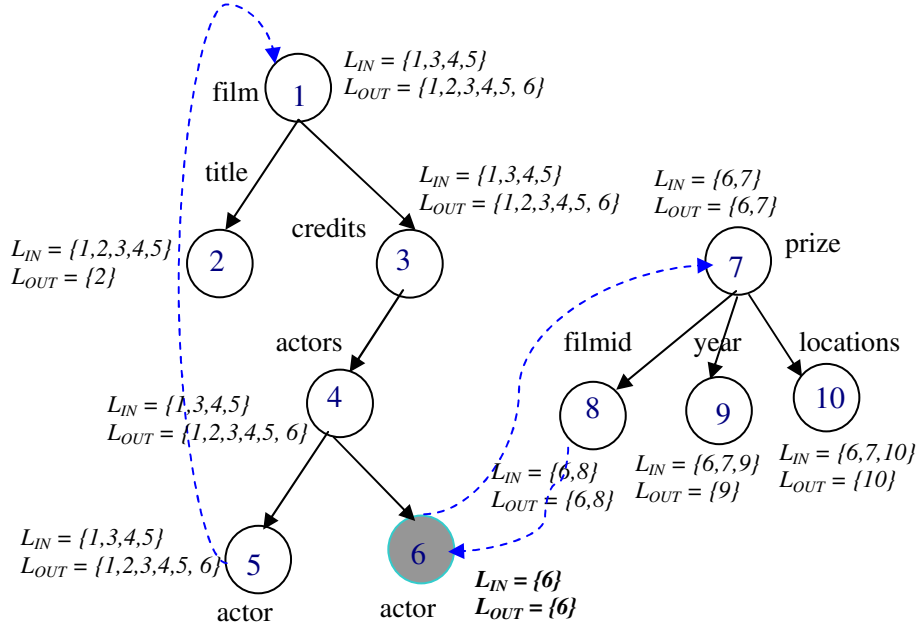 L_IN = {1,3,4,5}
L_OUT = {1,2,3,4,5, 6}
film
1
title
L_IN = {1,3,4,5}
L_OUT = {1,2,3,4,5, 6}
credits
3
L_IN = {1,2,3,4,5}
L_OUT = {2}
2
L_IN = {6,7}
L_OUT = {6,7}
prize
7
actors
4
L_IN = {1,3,4,5}
L_OUT = {1,2,3,4,5, 6}
filmid
year
locations
8
9
10
L_IN = {6,8}
L_OUT = {6,8}
L_IN = {6,7,9}
L_OUT = {9}
L_IN = {6,7,10}
L_OUT = {10}
L_IN = {1,3,4,5}
L_OUT = {1,2,3,4,5, 6}
5
actor
6
actor
L_IN = {6}
L_OUT = {6}